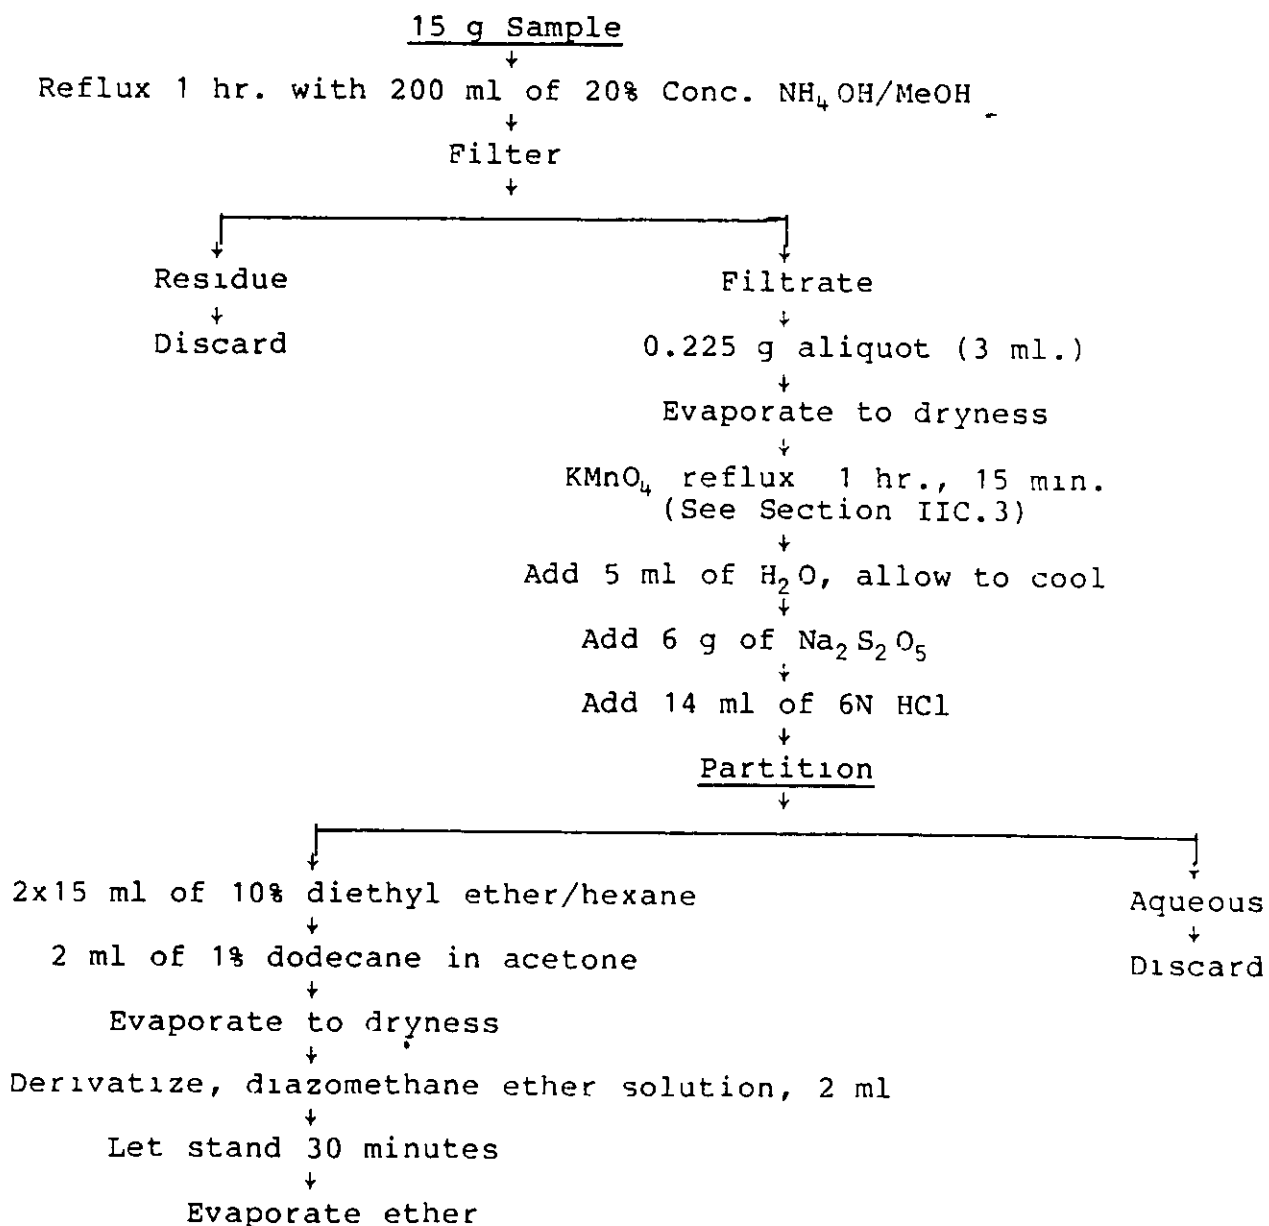 15 g Sample
Reflux 1 hr. with 200 ml of 20% Conc. NH₄OH/MeOH
Filter
Residue
Discard
Filtrate
0.225 g aliquot (3 ml.)
Evaporate to dryness
KMnO₄ reflux 1 hr., 15 min.
(See Section IIC.3)
Add 5 ml of H₂O, allow to cool
Add 6 g of Na₂S₂O₅
Add 14 ml of 6N HCl
Partition
2x15 ml of 10% diethyl ether/hexane
2 ml of 1% dodecane in acetone
Evaporate to dryness
Derivatize, diazomethane ether solution, 2 ml
Let stand 30 minutes
Evaporate ether
Aqueous
Discard